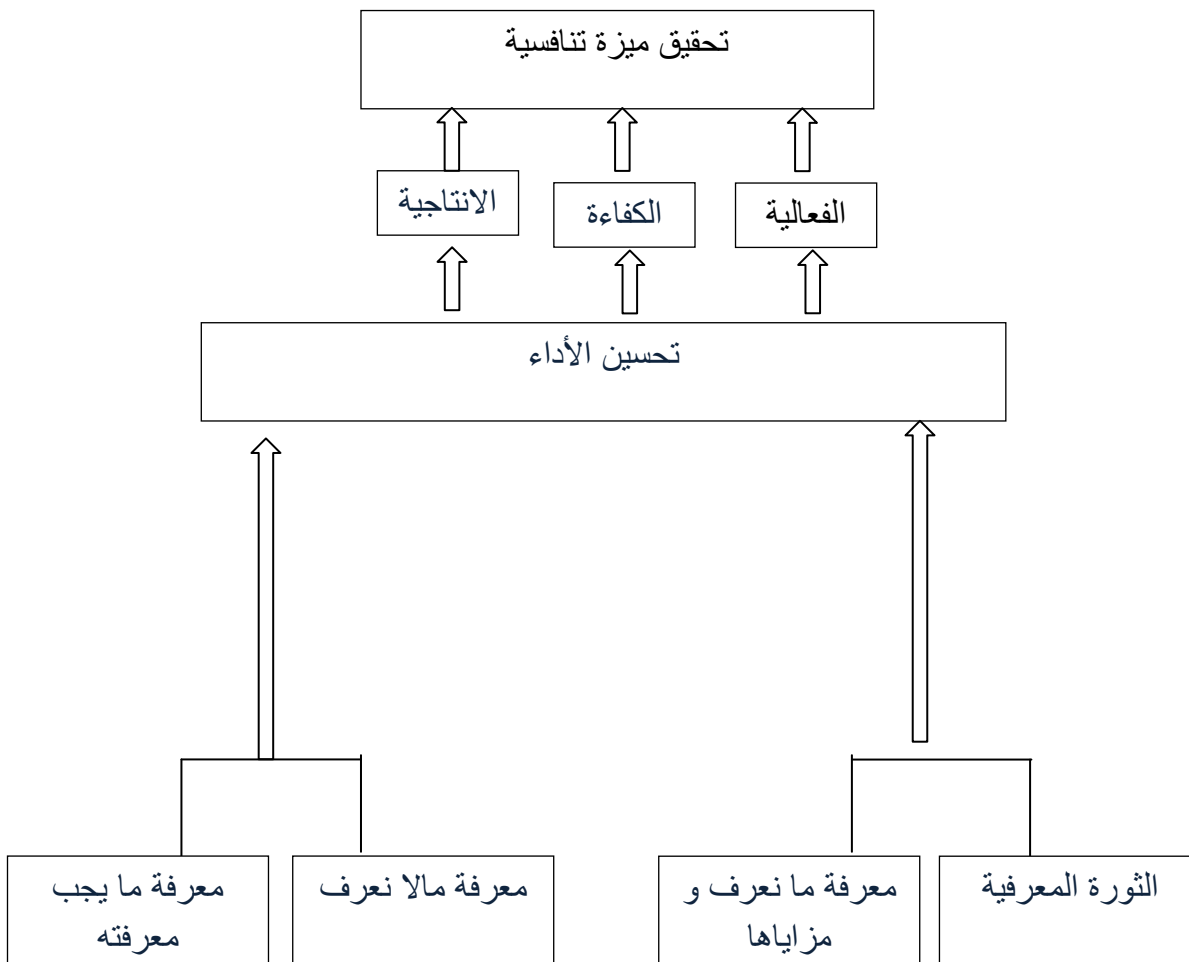 تحقيق ميزة تنافسية
الفعالية
الكفاءة
الانتاجية
تحسين الأداء
الثورة المعرفية
معرفة ما نعرف و
مزاياها
معرفة مالا نعرف
معرفة ما يجب
معرفته